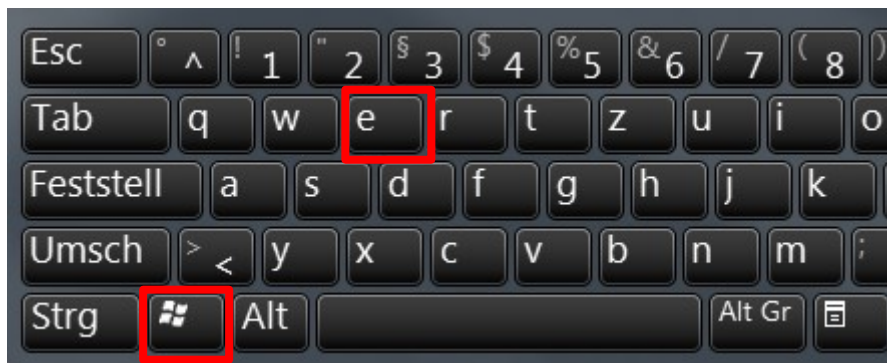 Esc ° ^ ! 1 " 2 § 3 $ 4 % 5 & 6 / 7 ( 8 )
Tab q w e r t z u i o
Feststell a s d f g h j k
Umsch > < y x c v b n m ;
Strg Alt Alt Gr